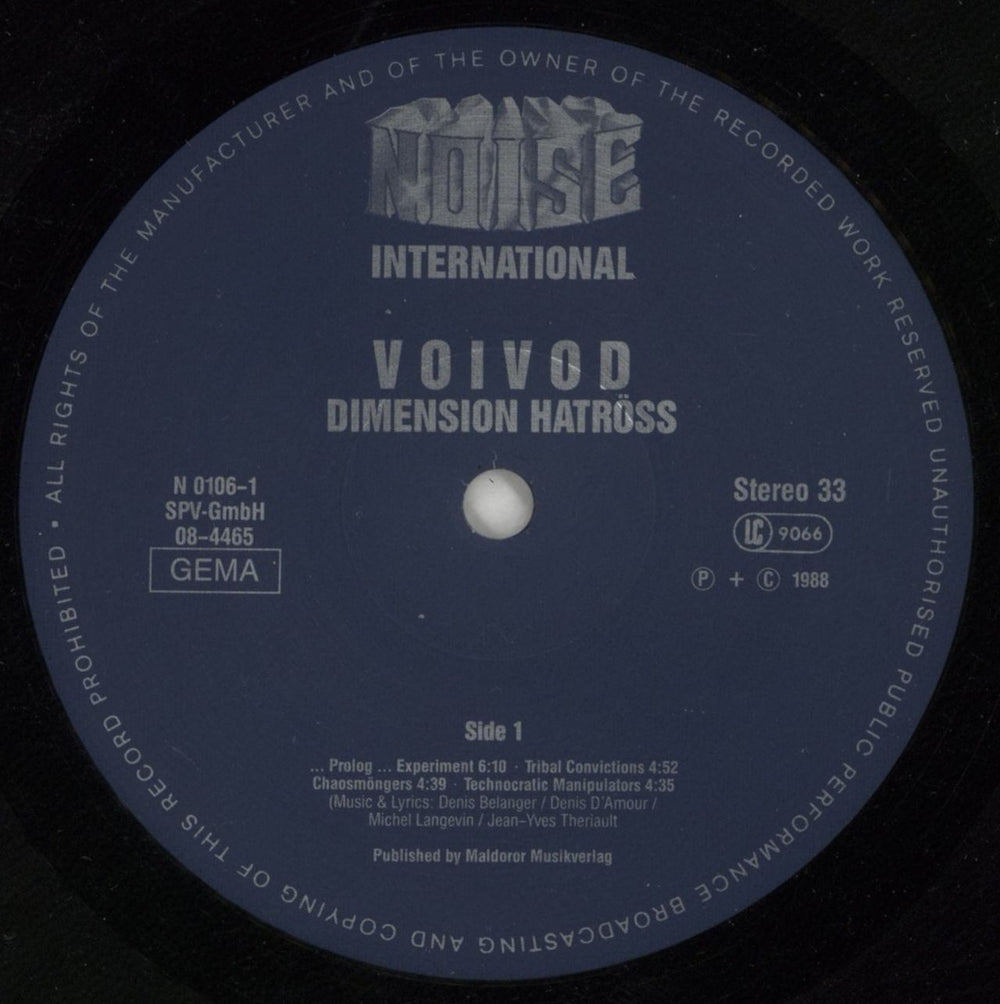 ALL RIGHTS OF THE MANUFACTURER AND OF THE OWNER OF THE RECORDED WORK RESERVED UNAUTHORISED PUBLIC PERFORMANCE BROADCASTING AND COPYING OF THIS RECORD PROHIBITED •
NOISE
INTERNATIONAL
VOIVOD
DIMENSION HATRÖSS
N 0106-1
SPV-GmbH
08-4465
GEMA
Stereo 33
LC 9066
Ⓟ + Ⓒ 1988
Side 1
... Prolog ... Experiment 6:10 · Tribal Convictions 4:52
Chaosmöngers 4:39 · Technocratic Manipulators 4:35
(Music & Lyrics: Denis Belanger / Denis D'Amour /
Michel Langevin / Jean-Yves Theriault
Published by Maldoror Musikverlag